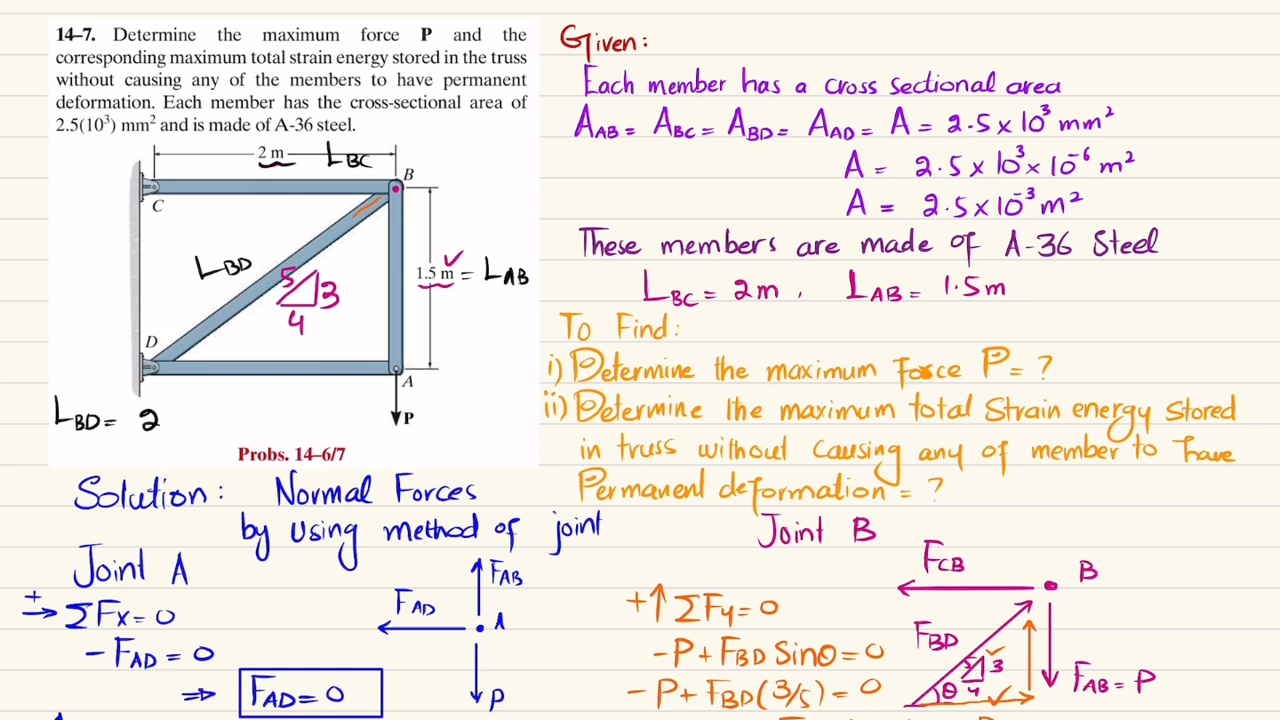 14–7. Determine the maximum force P and the
corresponding maximum total strain energy stored in the truss
without causing any of the members to have permanent
deformation. Each member has the cross-sectional area of
2.5(10³) mm² and is made of A-36 steel.
2 m
L_BC
B
C
L_BD
5
3
4
1.5 m = L_AB
D
A
P
L_BD = 2
Probs. 14–6/7
Given:
Each member has a cross sectional area
A_AB = A_BC = A_BD = A_AD = A = 2.5 × 10³ mm²
A = 2.5 × 10³ × 10⁻⁶ m²
A = 2.5 × 10⁻³ m²
These members are made of A-36 Steel
L_BC = 2m , L_AB = 1.5m
To Find:
i) Determine the maximum Force P = ?
ii) Determine the maximum total Strain energy stored
in truss without causing any of member to have
Permanent deformation = ?
Solution: Normal Forces
by using method of joint
Joint A
+
→ ΣFx = 0
- F_AD = 0
⇒ F_AD = 0
F_AB
F_AD
A
P
Joint B
+↑ ΣFy = 0
-P + F_BD Sinθ = 0
-P + F_BD (3/5) = 0
F_CB
B
F_BD
5
3
θ
4
F_AB = P